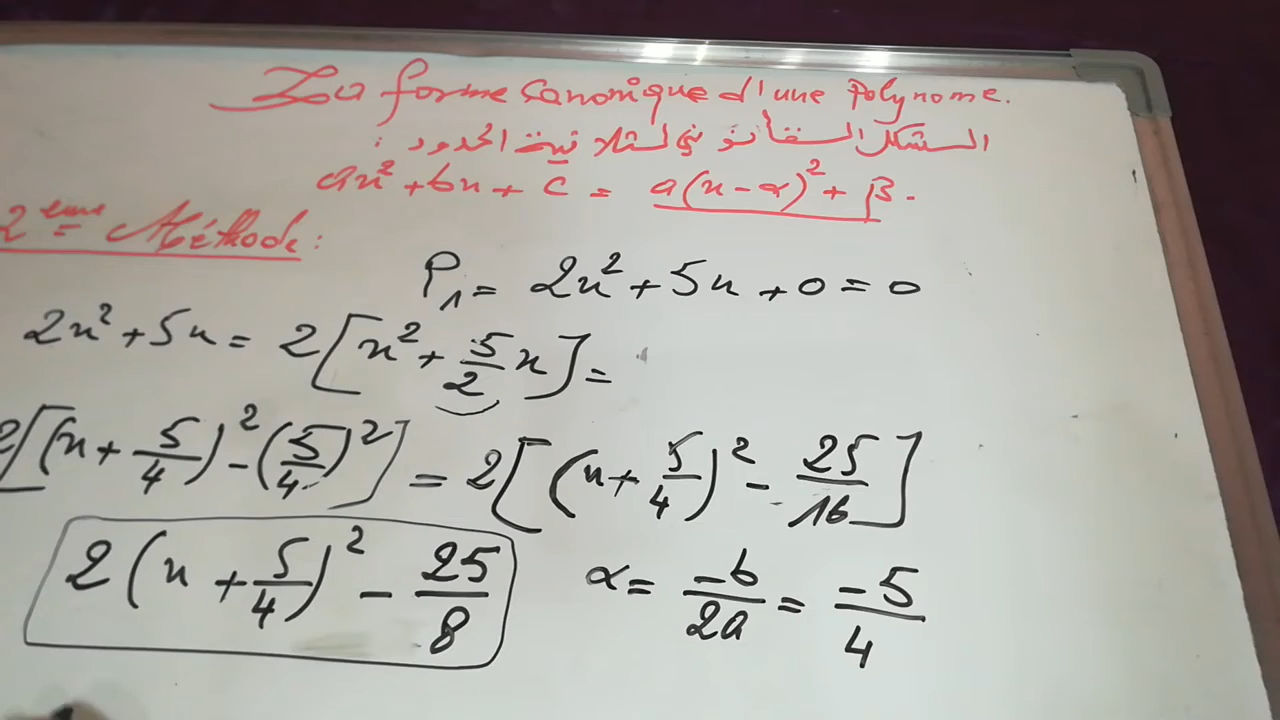 La forme canonique d'une polynome.
الشكل النقانوني لثلاثية الحدود :
ax² + bx + c = a(x - α)² + β.
2ème Méthode :
P₁ = 2x² + 5x + 0 = 0
2x² + 5x = 2[x² + 5/2 x] =
2[(x + 5/4)² - (5/4)²] = 2[(x + 5/4)² - 25/16]
2(x + 5/4)² - 25/8
α = -b/2a = -5/4